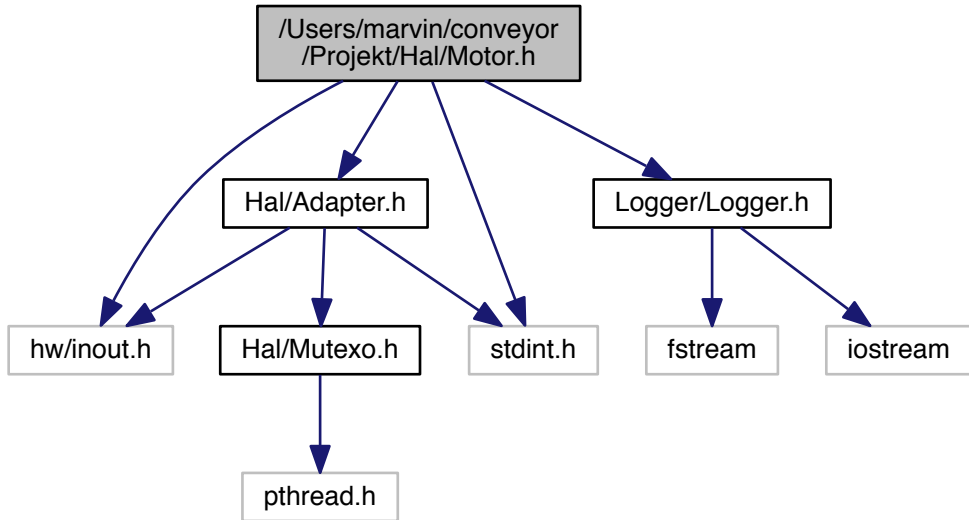 /Users/marvin/conveyor
/Projekt/Hal/Motor.h
Hal/Adapter.h
Logger/Logger.h
hw/inout.h
Hal/Mutexo.h
stdint.h
fstream
iostream
pthread.h